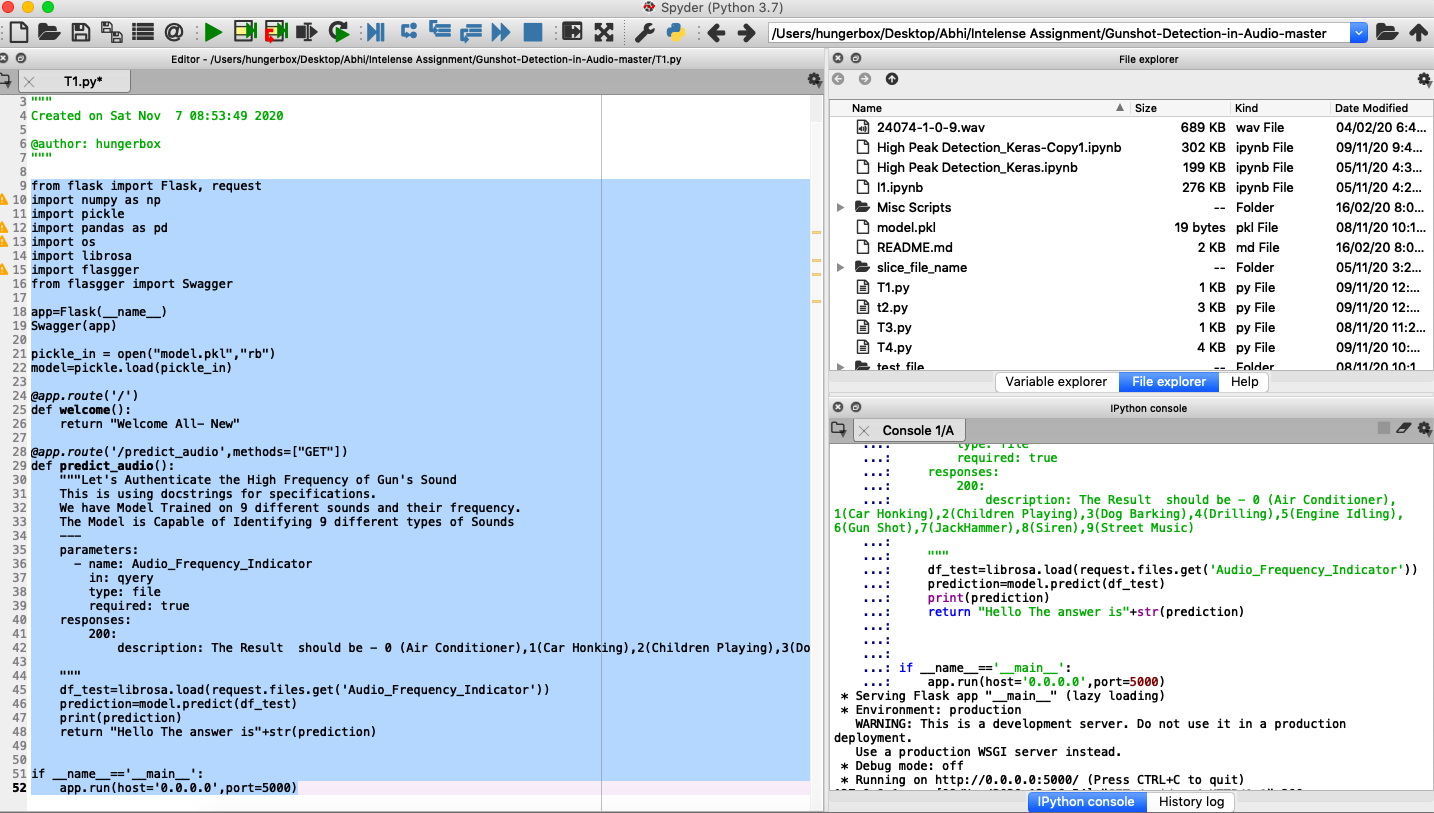 Spyder (Python 3.7)
/Users/hungerbox/Desktop/Abhi/Intelense Assignment/Gunshot-Detection-in-Audio-master
Editor - /Users/hungerbox/Desktop/Abhi/Intelense Assignment/Gunshot-Detection-in-Audio-master/T1.py
T1.py*
3 """
4 Created on Sat Nov  7 08:53:49 2020
5
6 @author: hungerbox
7 """
8
9 from flask import Flask, request
10 import numpy as np
11 import pickle
12 import pandas as pd
13 import os
14 import librosa
15 import flasgger
16 from flasgger import Swagger
17
18 app=Flask(__name__)
19 Swagger(app)
20
21 pickle_in = open("model.pkl","rb")
22 model=pickle.load(pickle_in)
23
24 @app.route('/')
25 def welcome():
26     return "Welcome All- New"
27
28 @app.route('/predict_audio',methods=["GET"])
29 def predict_audio():
30     """Let's Authenticate the High Frequency of Gun's Sound
31     This is using docstrings for specifications.
32     We have Model Trained on 9 different sounds and their frequency.
33     The Model is Capable of Identifying 9 different types of Sounds
34     ---
35     parameters:
36       - name: Audio_Frequency_Indicator
37         in: qyery
38         type: file
39         required: true
40     responses:
41         200:
42             description: The Result  should be - 0 (Air Conditioner),1(Car Honking),2(Children Playing),3(Do
43
44     """
45     df_test=librosa.load(request.files.get('Audio_Frequency_Indicator'))
46     prediction=model.predict(df_test)
47     print(prediction)
48     return "Hello The answer is"+str(prediction)
49
50
51 if __name__=='__main__':
52     app.run(host='0.0.0.0',port=5000)
File explorer
Name Size Kind Date Modified
24074-1-0-9.wav 689 KB wav File 04/02/20 6:4...
High Peak Detection_Keras-Copy1.ipynb 302 KB ipynb File 09/11/20 9:4...
High Peak Detection_Keras.ipynb 199 KB ipynb File 05/11/20 4:3...
I1.ipynb 276 KB ipynb File 05/11/20 4:2...
Misc Scripts -- Folder 16/02/20 8:0...
model.pkl 19 bytes pkl File 08/11/20 10:1...
README.md 2 KB md File 16/02/20 8:0...
slice_file_name -- Folder 05/11/20 3:2...
T1.py 1 KB py File 09/11/20 12:...
t2.py 3 KB py File 09/11/20 12:...
T3.py 1 KB py File 08/11/20 11:2...
T4.py 4 KB py File 09/11/20 10:...
test_file -- Folder 08/11/20 10:1
Variable explorer File explorer Help
IPython console
Console 1/A
...:         type: file
...:         required: true
...:     responses:
...:         200:
...:             description: The Result  should be - 0 (Air Conditioner),
1(Car Honking),2(Children Playing),3(Dog Barking),4(Drilling),5(Engine Idling),
6(Gun Shot),7(JackHammer),8(Siren),9(Street Music)
...:
...:     """
...:     df_test=librosa.load(request.files.get('Audio_Frequency_Indicator'))
...:     prediction=model.predict(df_test)
...:     print(prediction)
...:     return "Hello The answer is"+str(prediction)
...:
...:
...:
...: if __name__=='__main__':
...:     app.run(host='0.0.0.0',port=5000)
* Serving Flask app "__main__" (lazy loading)
* Environment: production
WARNING: This is a development server. Do not use it in a production
deployment.
Use a production WSGI server instead.
* Debug mode: off
* Running on http://0.0.0.0:5000/ (Press CTRL+C to quit)
IPython console History log